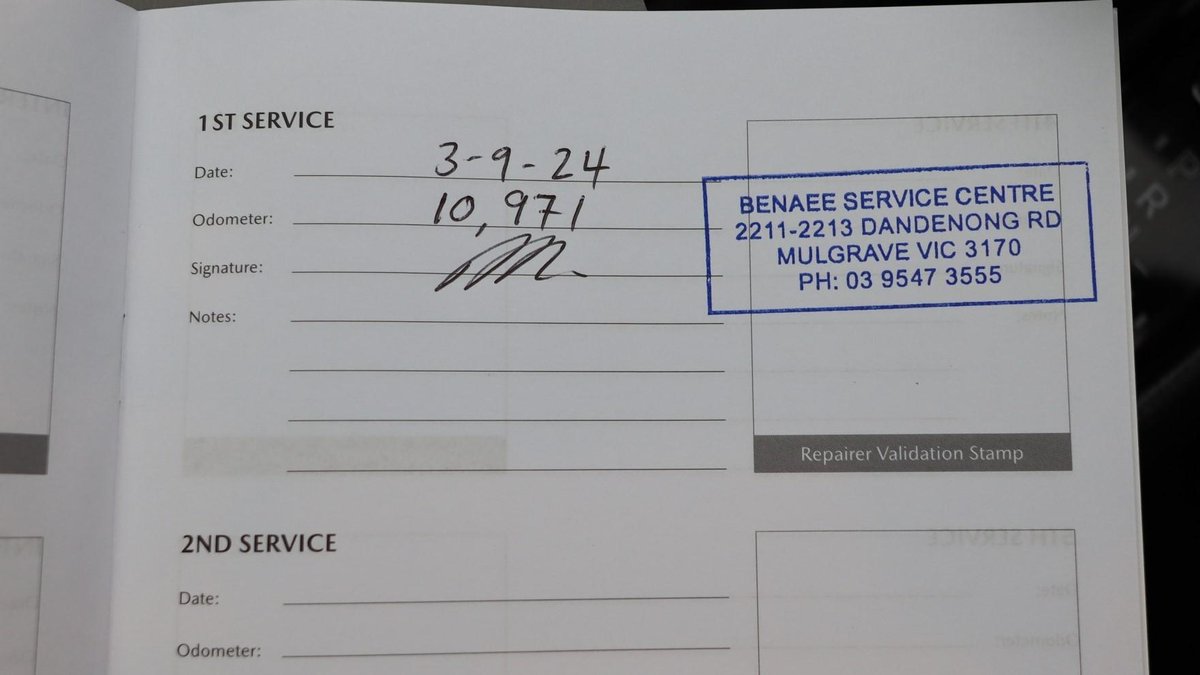 1ST SERVICE
Date: 3-9-24
Odometer: 10,971
Signature:
Notes:
BENAEE SERVICE CENTRE
2211-2213 DANDENONG RD
MULGRAVE VIC 3170
PH: 03 9547 3555
Repairer Validation Stamp
2ND SERVICE
Date:
Odometer: